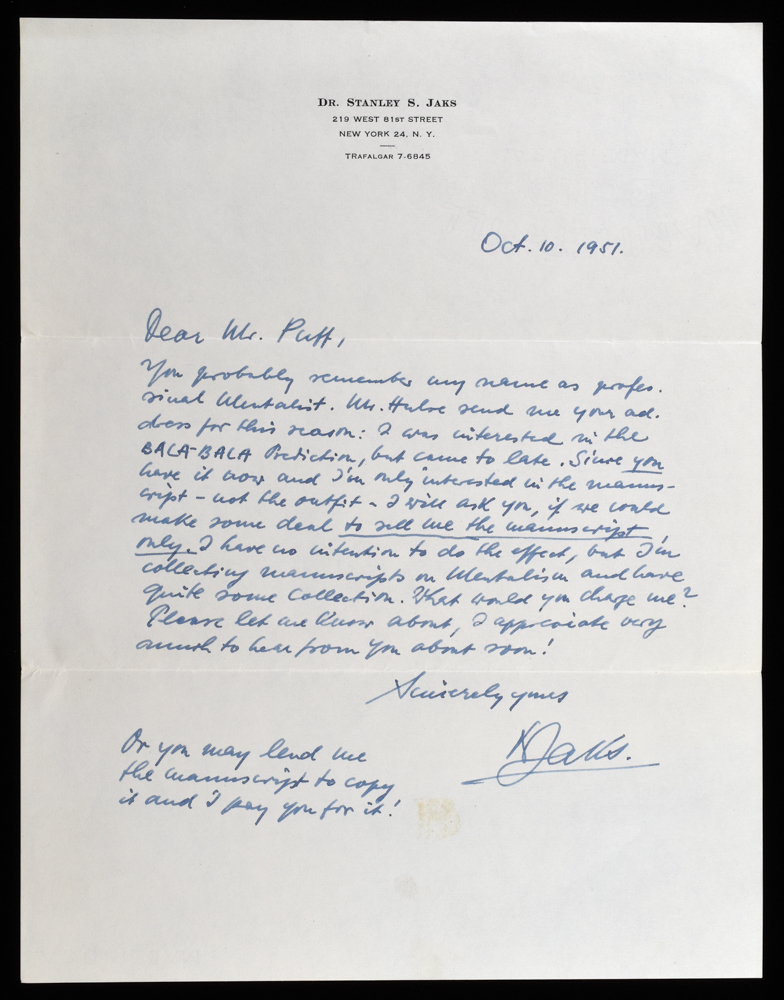 DR. STANLEY S. JAKS
219 WEST 81ST STREET
NEW YORK 24, N. Y.
TRAFALGAR 7-6845
Oct. 10. 1951.
Dear Mr. Puff,
You probably remember my name as profes.
sinal Mentalist. Mr. Hulse send me your ad.
dress for this reason: I was interested in the
BALA-BALA Prediction, but came to late. Since you
have it now and I'm only interested in the manus-
cript - not the outfit - I will ask you, if we could
make some deal to sell me the manuscript
only. I have no intention to do the effect, but I'm
collecting manuscripts on Mentalism and have
quite some Collection. What would you charge me?
Please let me know about, I appreciate very
much to hear from You about soon!
Sincerely yours
Jaks.
Or you may lend me
the manuscript to copy
it and I pay you for it!